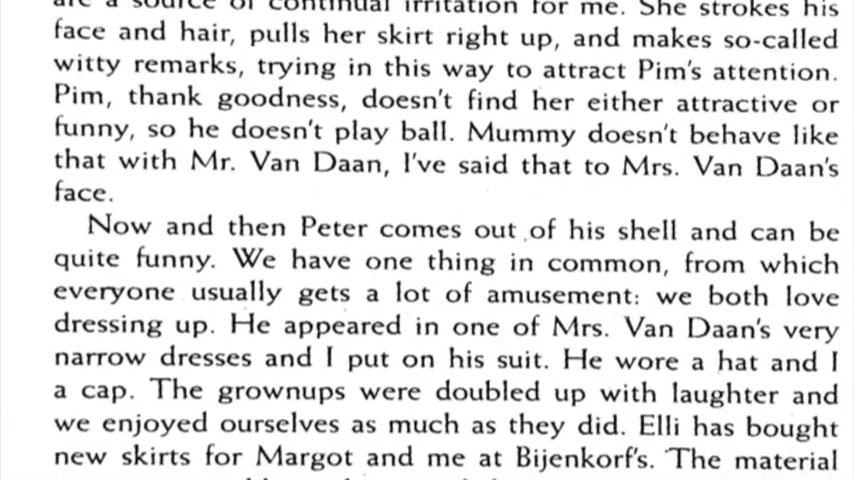 are a source of continual irritation for me. She strokes his
face and hair, pulls her skirt right up, and makes so-called
witty remarks, trying in this way to attract Pim's attention.
Pim, thank goodness, doesn't find her either attractive or
funny, so he doesn't play ball. Mummy doesn't behave like
that with Mr. Van Daan, I've said that to Mrs. Van Daan's
face.
Now and then Peter comes out of his shell and can be
quite funny. We have one thing in common, from which
everyone usually gets a lot of amusement: we both love
dressing up. He appeared in one of Mrs. Van Daan's very
narrow dresses and I put on his suit. He wore a hat and I
a cap. The grownups were doubled up with laughter and
we enjoyed ourselves as much as they did. Elli has bought
new skirts for Margot and me at Bijenkorf's. The material